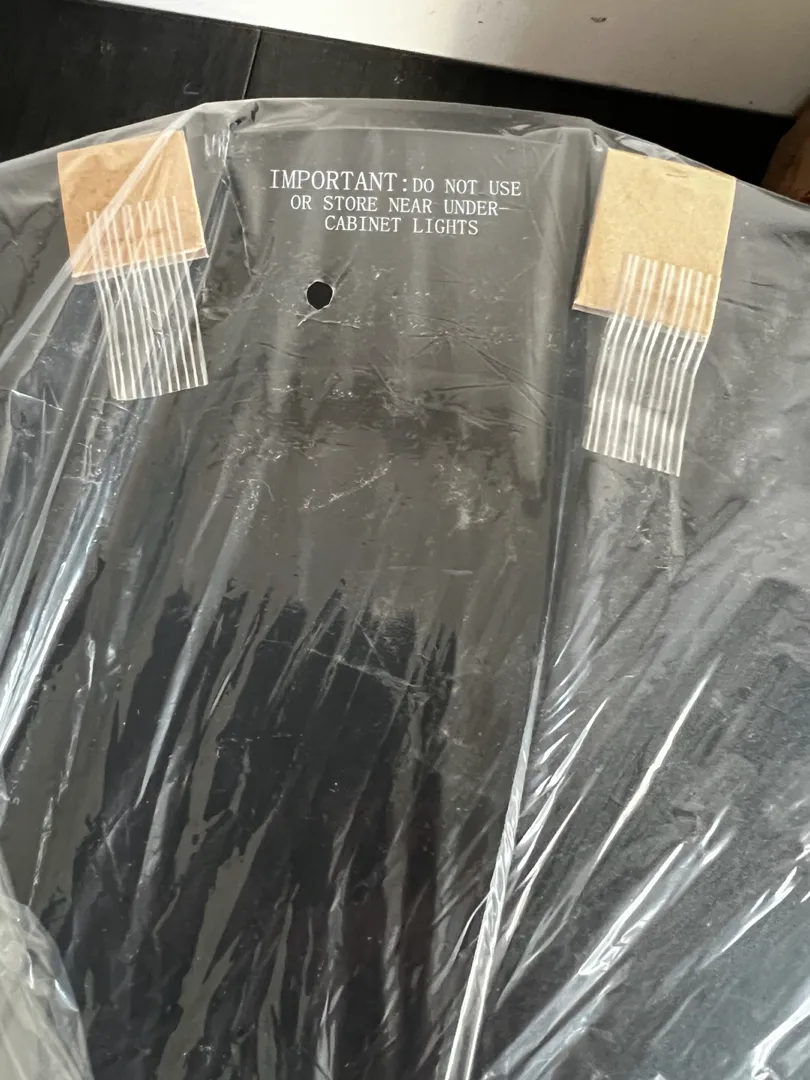 IMPORTANT:DO NOT USE
OR STORE NEAR UNDER-
CABINET LIGHTS